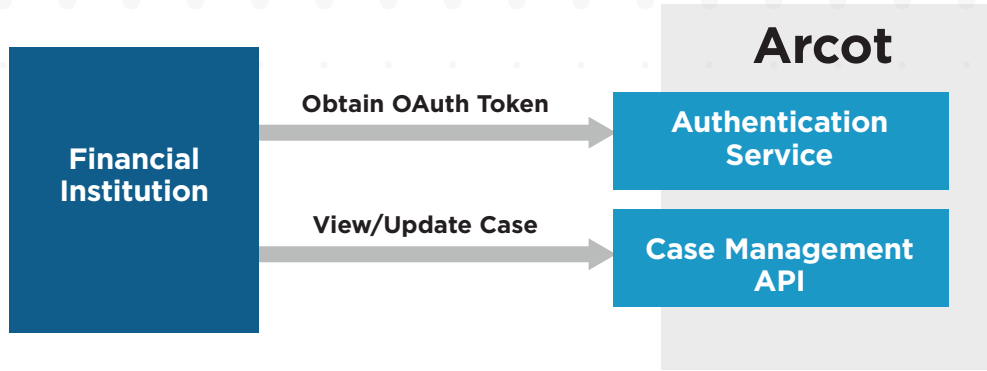 Arcot
Obtain OAuth Token
Authentication
Service
Financial
Institution
View/Update Case
Case Management
API